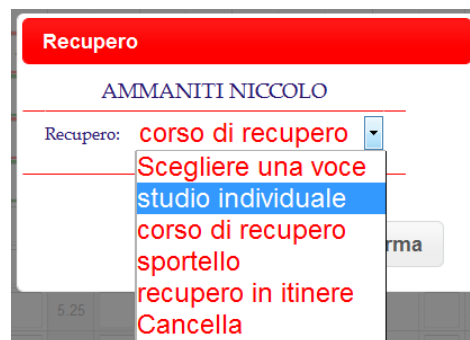 Recupero
AMMANITI NICCOLO
Recupero: corso di recupero
Scegliere una voce
studio individuale
corso di recupero
sportello
recupero in itinere
Cancella
5.25